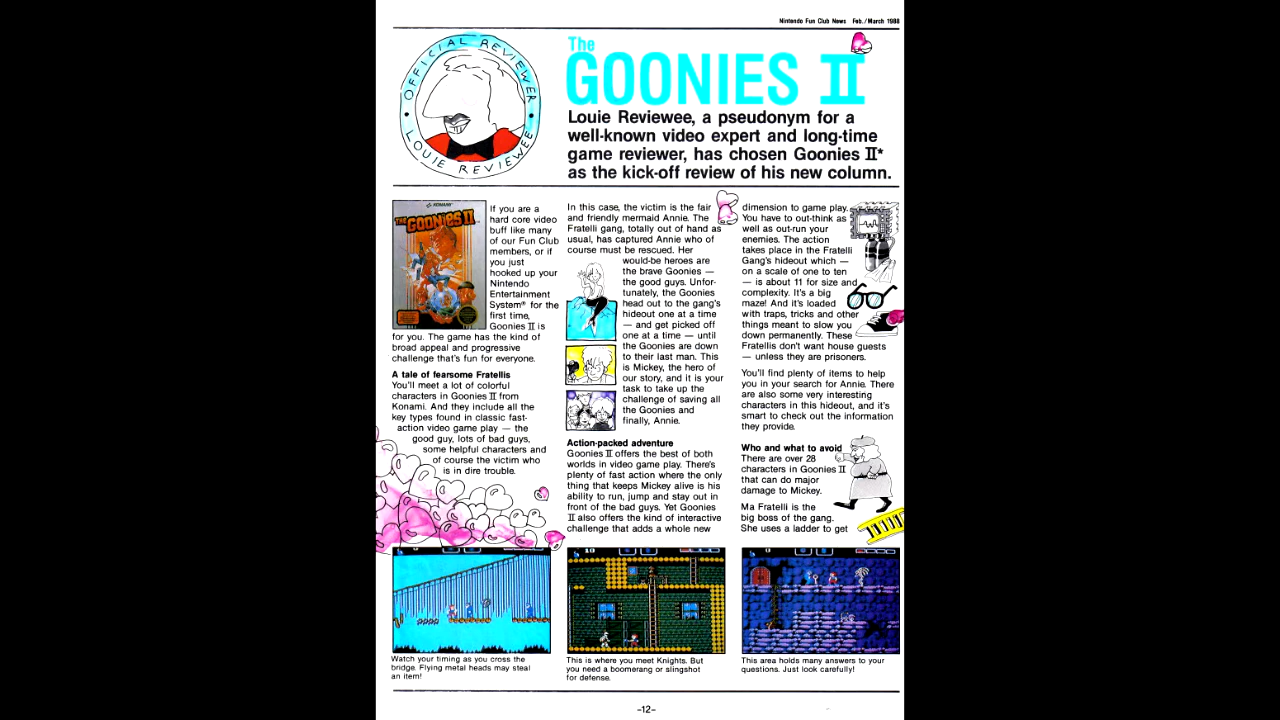 Nintendo Fun Club News Feb./March 1988
OFFICIAL REVIEWER
LOUIE REVIEWEE
The
GOONIES II
Louie Reviewee, a pseudonym for a
well-known video expert and long-time
game reviewer, has chosen Goonies II*
as the kick-off review of his new column.
KONAMI
THE GOONIES II
If you are a
hard core video
buff like many
of our Fun Club
members, or if
you just
hooked up your
Nintendo
Entertainment
System® for the
first time,
Goonies II is
for you. The game has the kind of
broad appeal and progressive
challenge that's fun for everyone.
A tale of fearsome Fratellis
You'll meet a lot of colorful
characters in Goonies II from
Konami. And they include all the
key types found in classic fast-
action video game play — the
good guy, lots of bad guys,
some helpful characters and
of course the victim who
is in dire trouble.
In this case, the victim is the fair
and friendly mermaid Annie. The
Fratelli gang, totally out of hand as
usual, has captured Annie who of
course must be rescued. Her
would-be heroes are
the brave Goonies —
the good guys. Unfor-
tunately, the Goonies
head out to the gang's
hideout one at a time
— and get picked off
one at a time — until
the Goonies are down
to their last man. This
is Mickey, the hero of
our story, and it is your
task to take up the
challenge of saving all
the Goonies and
finally, Annie.
Action-packed adventure
Goonies II offers the best of both
worlds in video game play. There's
plenty of fast action where the only
thing that keeps Mickey alive is his
ability to run, jump and stay out in
front of the bad guys. Yet Goonies
II also offers the kind of interactive
challenge that adds a whole new
dimension to game play.
You have to out-think as
well as out-run your
enemies. The action
takes place in the Fratelli
Gang's hideout which —
on a scale of one to ten
— is about 11 for size and
complexity. It's a big
maze! And it's loaded
with traps, tricks and other
things meant to slow you
down permanently. These
Fratellis don't want house guests
— unless they are prisoners.
You'll find plenty of items to help
you in your search for Annie. There
are also some very interesting
characters in this hideout, and it's
smart to check out the information
they provide.
Who and what to avoid
There are over 28
characters in Goonies II
that can do major
damage to Mickey.
Ma Fratelli is the
big boss of the gang.
She uses a ladder to get
Watch your timing as you cross the
bridge. Flying metal heads may steal
an item!
This is where you meet Knights. But
you need a boomerang or slingshot
for defense.
This area holds many answers to your
questions. Just look carefully!
-12-